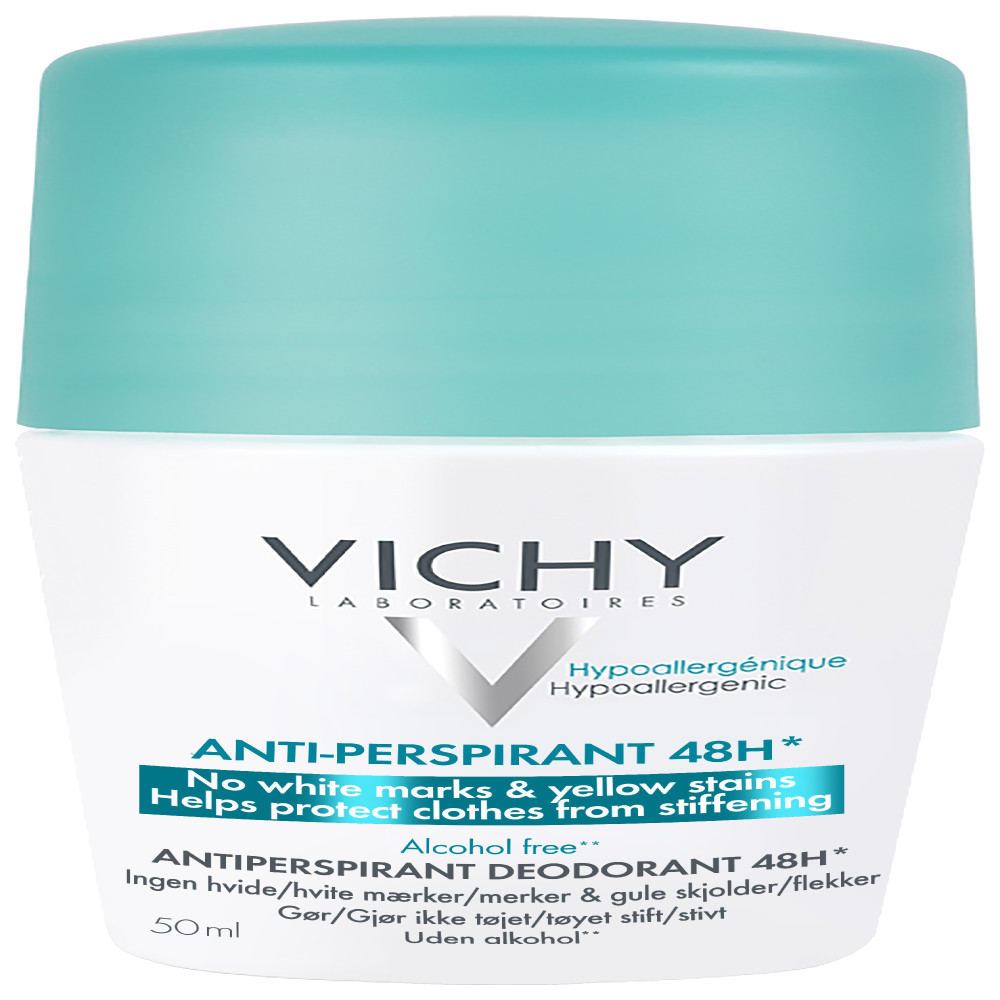 VICHY
LABORATOIRES
Hypoallergénique
Hypoallergenic
ANTI-PERSPIRANT 48H*
No white marks & yellow stains
Helps protect clothes from stiffening
Alcohol free**
ANTIPERSPIRANT DEODORANT 48H*
Ingen hvide/hvite mærker/merker & gule skjolder/flekker
Gør/Gjør ikke tøjet/tøyet stift/stivt
Uden alkohol**
50 ml